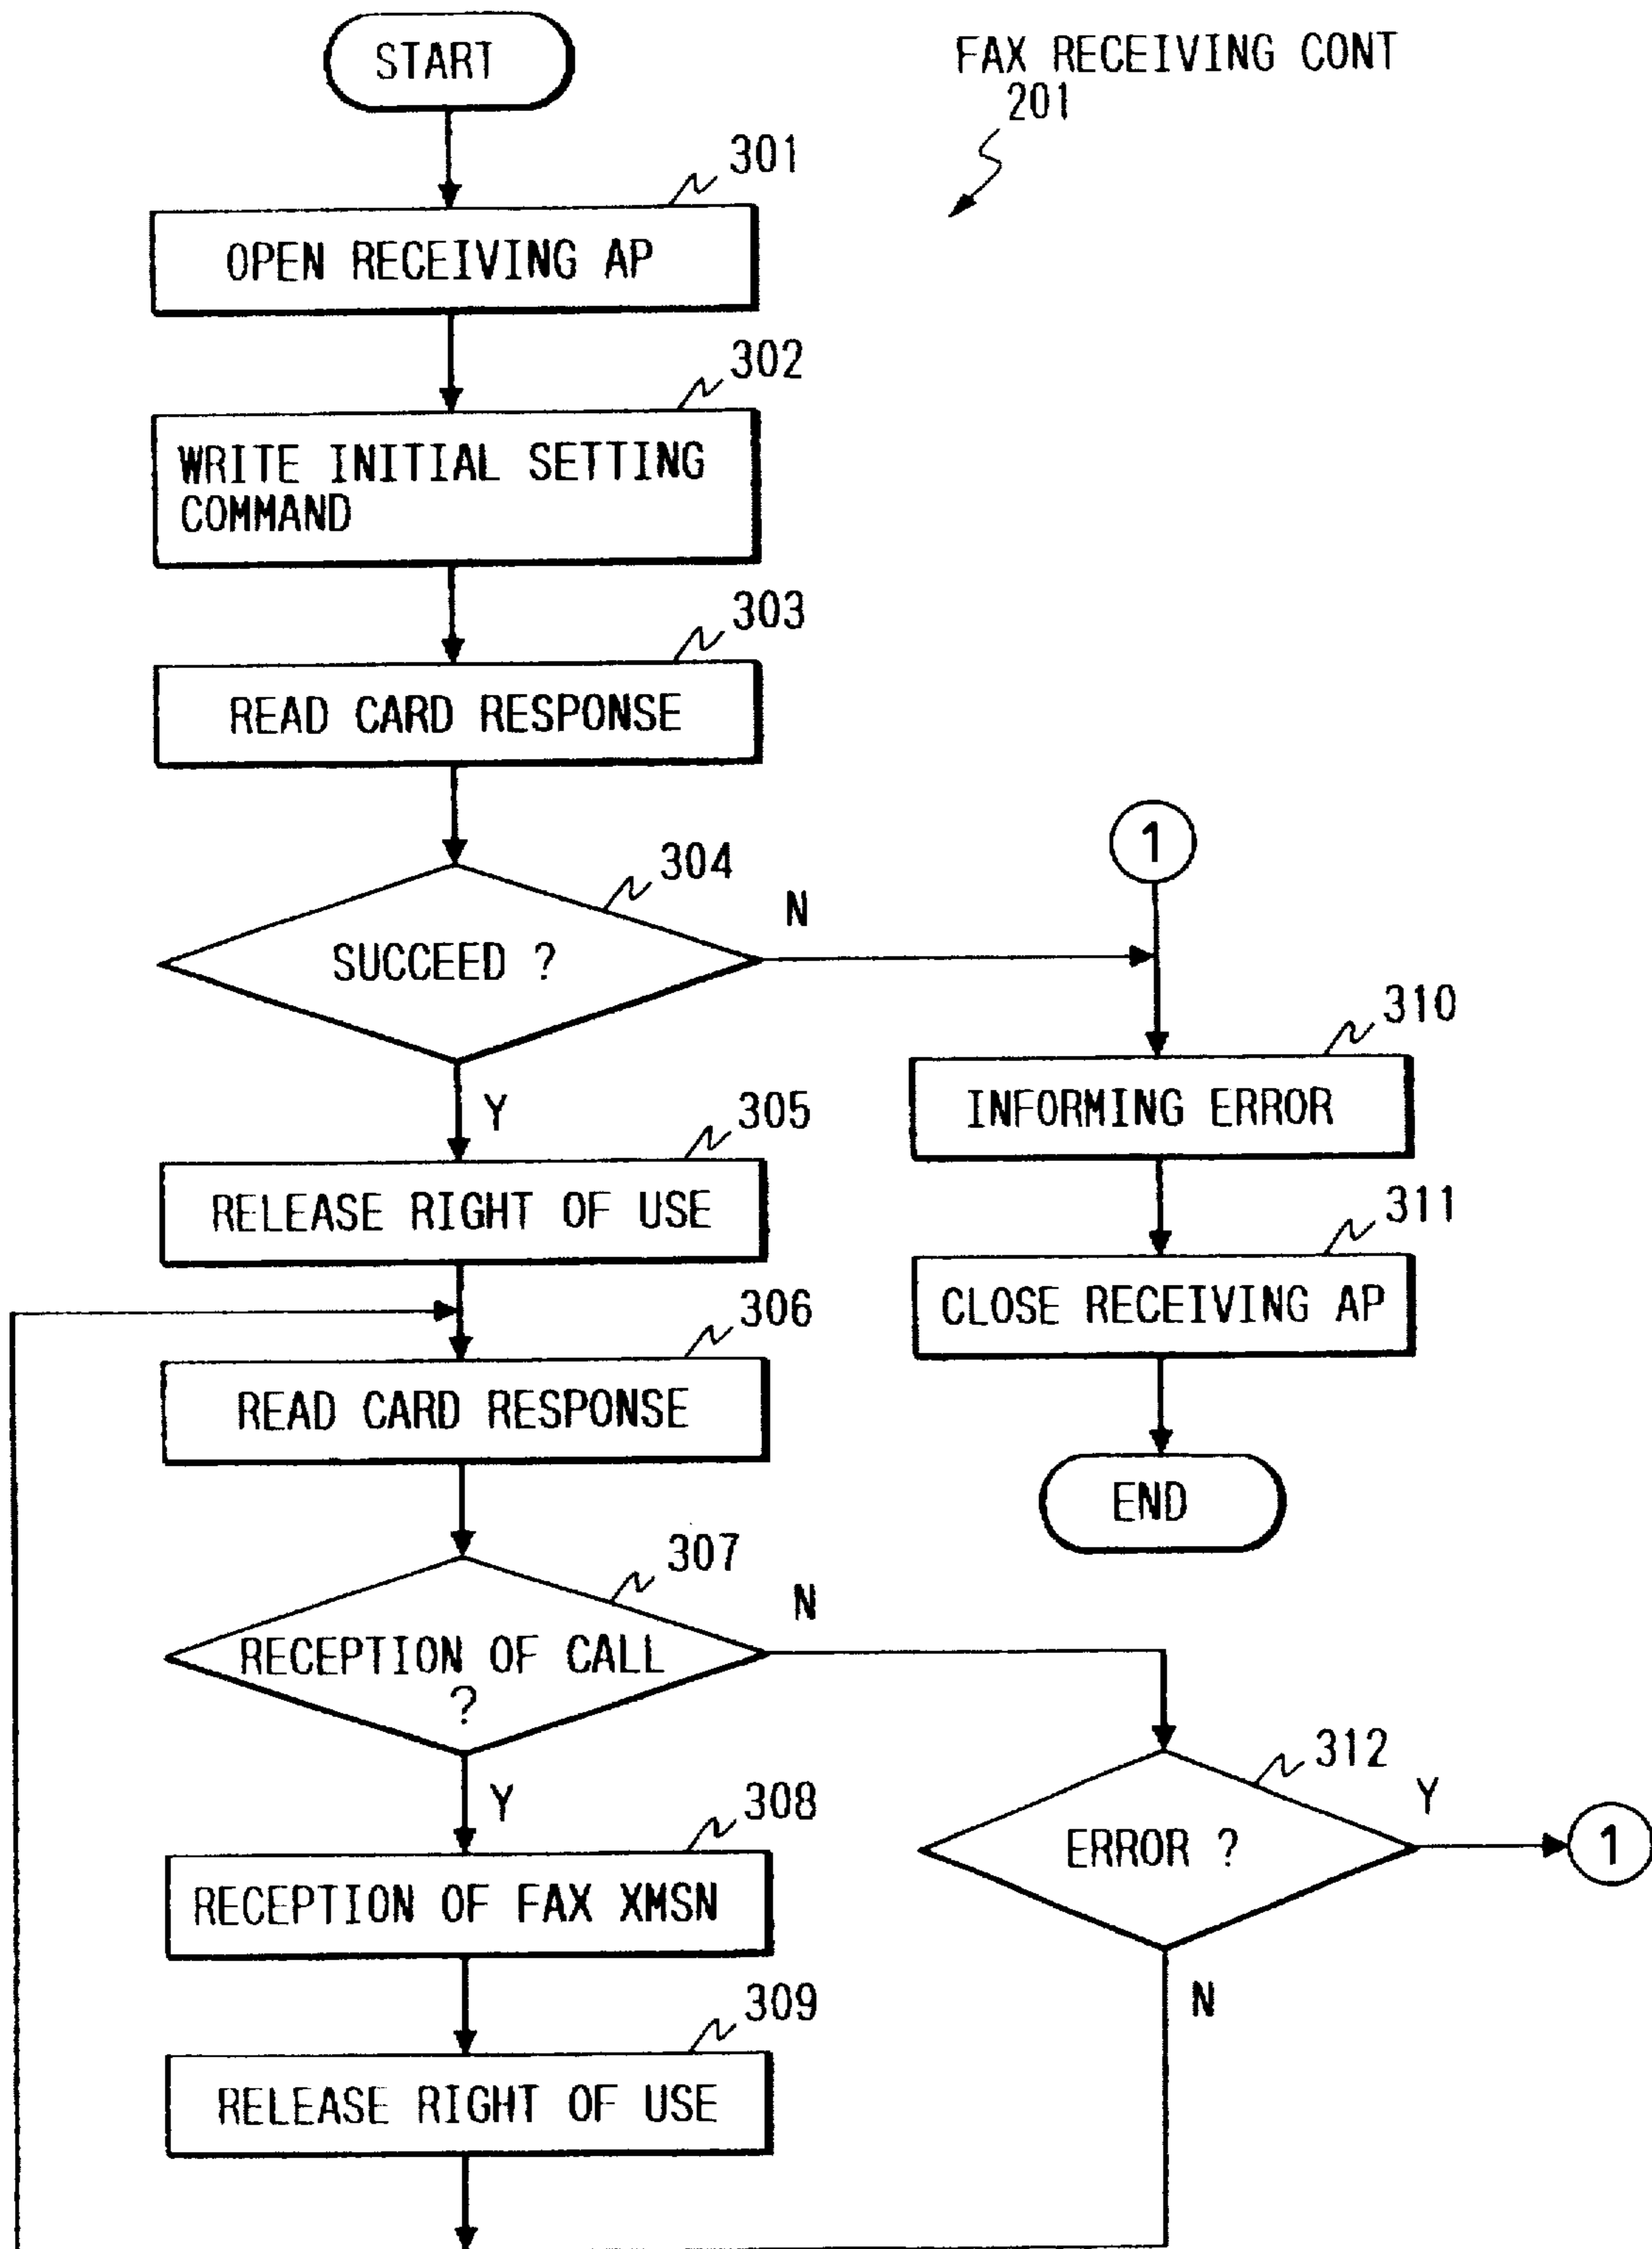 START
FAX RECEIVING CONT
201
301
OPEN RECEIVING AP
302
WRITE INITIAL SETTING
COMMAND
303
READ CARD RESPONSE
304
SUCCEED ?
N
1
Y
305
RELEASE RIGHT OF USE
310
INFORMING ERROR
311
CLOSE RECEIVING AP
END
306
READ CARD RESPONSE
307
RECEPTION OF CALL
?
N
Y
312
ERROR ?
Y
1
N
308
RECEPTION OF FAX XMSN
309
RELEASE RIGHT OF USE